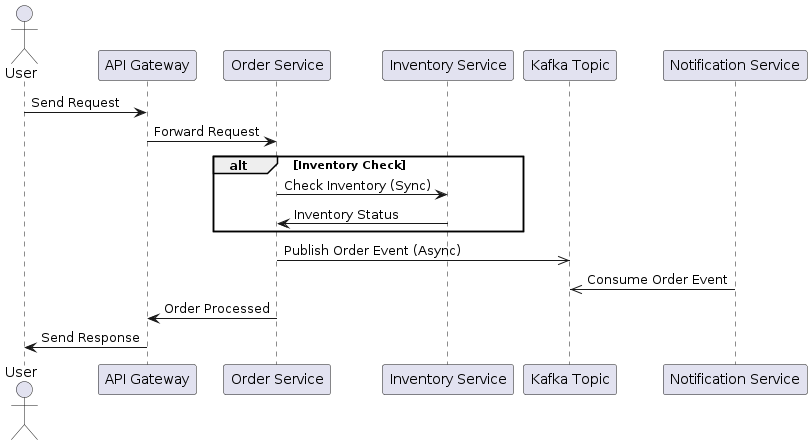 User
API Gateway
Order Service
Inventory Service
Kafka Topic
Notification Service
Send Request
Forward Request
alt
[Inventory Check]
Check Inventory (Sync)
Inventory Status
Publish Order Event (Async)
Consume Order Event
Order Processed
Send Response
User
API Gateway
Order Service
Inventory Service
Kafka Topic
Notification Service